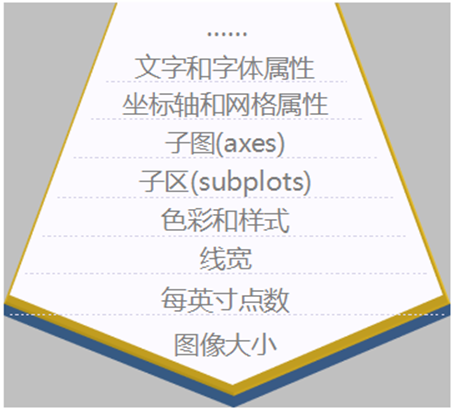 ......
文字和字体属性
坐标轴和网格属性
子图(axes)
子区(subplots)
色彩和样式
线宽
每英寸点数
图像大小